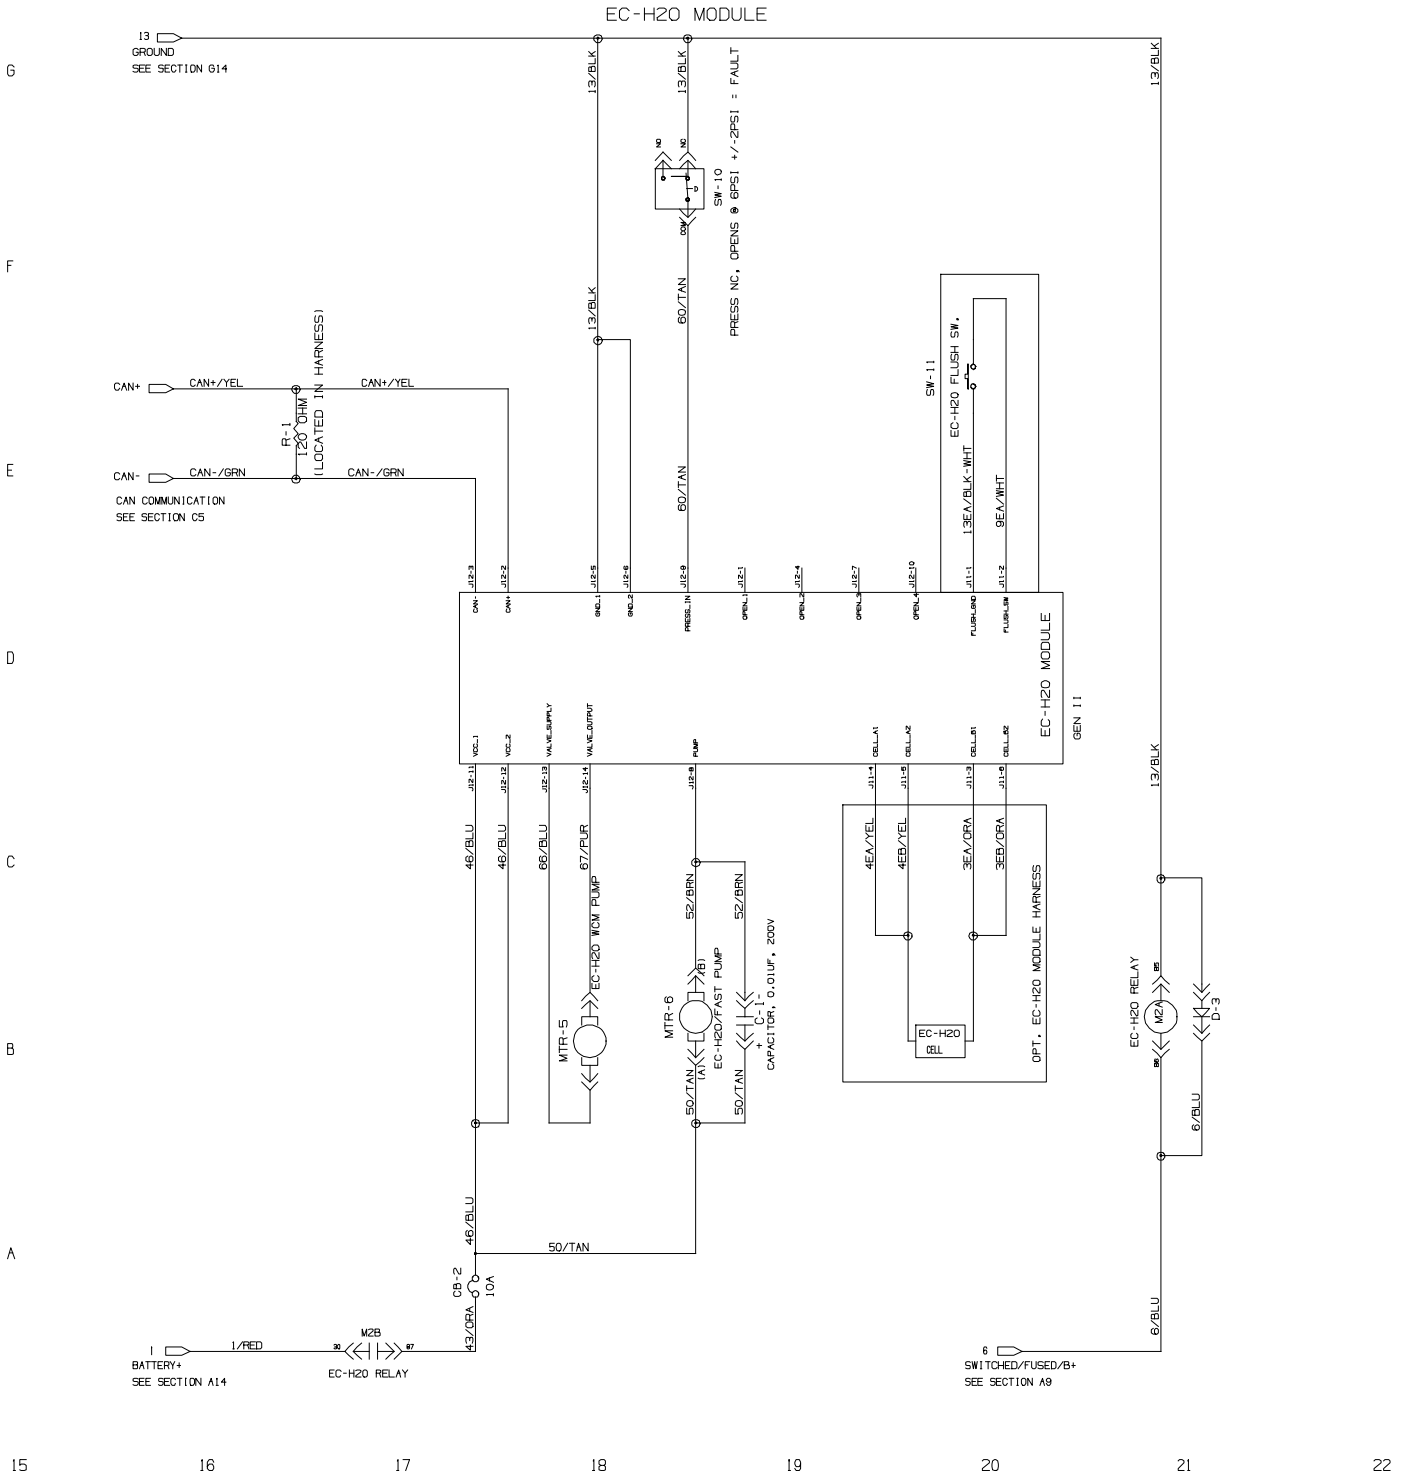 EC-H2O MODULE
13
GROUND
SEE SECTION G14
G
F
E
D
C
B
A
13/BLK
13/BLK
13/BLK
NO
NC
COM
D
SW-10
PRESS NC, OPENS @ 6PSI +/-2PSI = FAULT
13/BLK
60/TAN
60/TAN
CAN+
CAN+/YEL
CAN+/YEL
R-1
120 OHM
(LOCATED IN HARNESS)
CAN-
CAN-/GRN
CAN-/GRN
CAN COMMUNICATION
SEE SECTION C5
SW-11
EC-H2O FLUSH SW.
13EA/BLK-WHT
9EA/WHT
J12-3
J12-2
J12-5
J12-6
J12-9
J12-1
J12-4
J12-7
J12-10
J11-1
J11-2
CAN-
CAN+
GND_1
GND_2
PRESS_IN
OPEN_1
OPEN_2
OPEN_3
OPEN_4
FLUSH_GND
FLUSH_SW
EC-H2O MODULE
GEN II
VCC_1
VCC_2
VALVE_SUPPLY
VALVE_OUTPUT
PUMP
CELL_A1
CELL_A2
CELL_B1
CELL_B2
J12-11
J12-12
J12-13
J12-14
J12-8
J11-4
J11-5
J11-3
J11-6
46/BLU
46/BLU
66/BLU
67/PUR
52/BRN
52/BRN
4EA/YEL
4EB/YEL
3EA/ORA
3EB/ORA
13/BLK
EC-H2O WCM PUMP
MTR-5
MTR-6
(B)
(A)
EC-H2O/FAST PUMP
C-1
-
+
CAPACITOR, 0.01UF, 200V
50/TAN
50/TAN
EC-H2O
CELL
OPT, EC-H2O MODULE HARNESS
EC-H2O RELAY
85
M2A
86
D-3
6/BLU
46/BLU
50/TAN
CB-2
10A
43/ORA
6/BLU
1
1/RED
BATTERY+
SEE SECTION A14
M2B
30
87
EC-H2O RELAY
6
SWITCHED/FUSED/B+
SEE SECTION A9
15
16
17
18
19
20
21
22